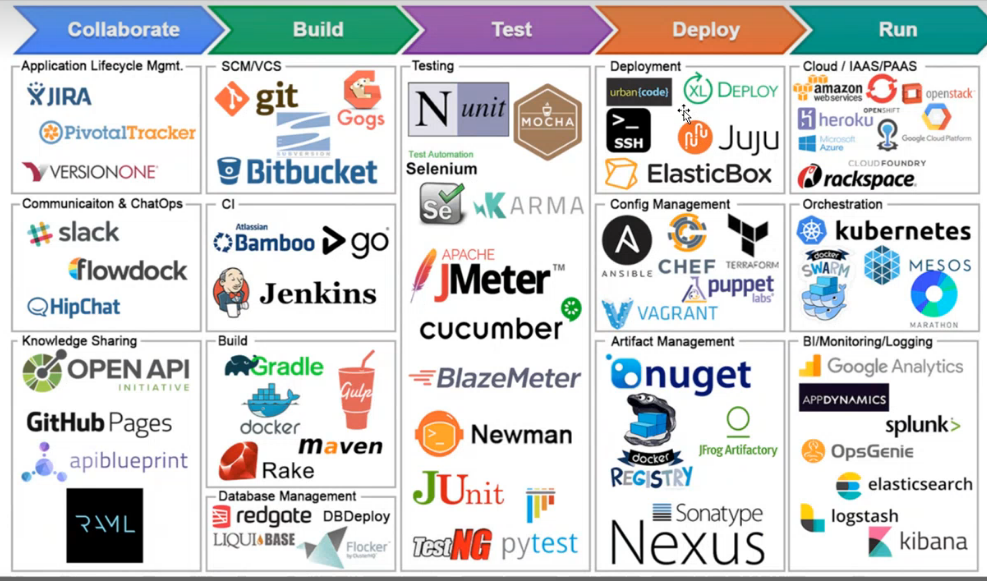 Collaborate
Build
Test
Deploy
Run
Application Lifecycle Mgmt.
JIRA
PivotalTracker
VERSIONONE
Communicaiton & ChatOps
slack
flowdock
HipChat
Knowledge Sharing
OPEN API
INITIATIVE
GitHub Pages
apiblueprint
RAML
SCM/VCS
git
Gogs
SUBVERSION
Bitbucket
CI
Atlassian
Bamboo
go
Jenkins
Build
Gradle
Gulp
docker
maven
Rake
Database Management
redgate
DBDeploy
LIQUIBASE
Flocker
by ClusterHQ
Testing
N unit
MOCHA
Test Automation
Selenium
Se
KARMA
APACHE
JMeter™
cucumber
BlazeMeter
Newman
JUnit
TestNG
pytest
Deployment
urban{code}
XL DEPLOY
>_
SSH
Juju
ElasticBox
Config Management
ANSIBLE
CHEF
TERRAFORM
puppet
labs
VAGRANT
Artifact Management
nuget
docker
REGISTRY
JFrog Artifactory
Sonatype
Nexus
Cloud / IAAS/PAAS
amazon
webservices
OPENSHIFT
openstack
heroku
Microsoft
Azure
Google Cloud Platform
CLOUDFOUNDRY
rackspace
Orchestration
kubernetes
docker
SWARM
MESOS
MARATHON
BI/Monitoring/Logging
Google Analytics
APPDYNAMICS
splunk>
OpsGenie
elasticsearch
logstash
kibana